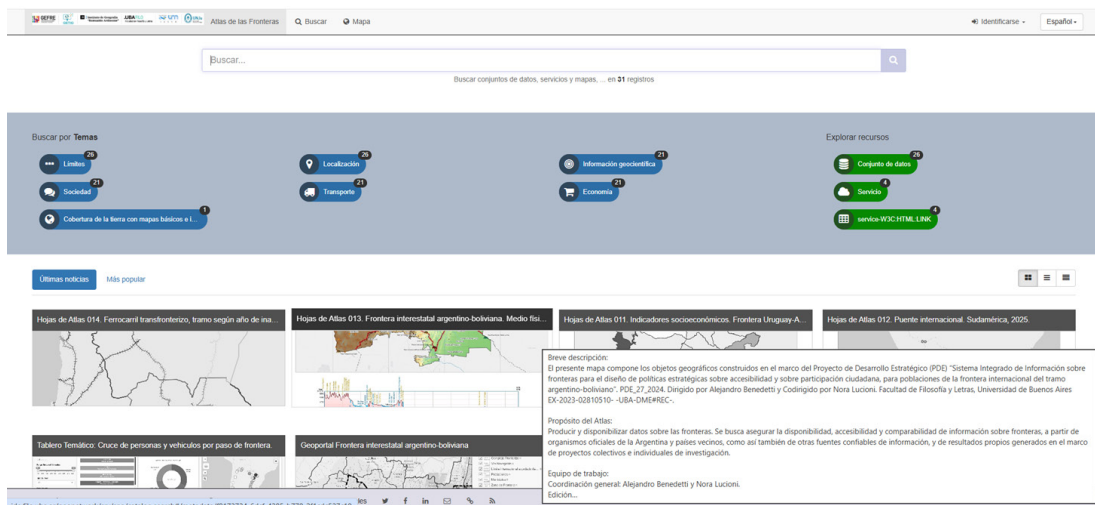 GEFRE
UBA
um
Atlas de las Fronteras
Buscar
Mapa
Identificarse
Español
Buscar...
Buscar conjuntos de datos, servicios y mapas, ... en 31 registros
Buscar por Temas
Explorar recursos
Límites 26
Localización 26
Información geocientífica 21
Conjunto de datos 26
Sociedad 21
Transporte 21
Economía 21
Servicio 4
Cobertura de la tierra con mapas básicos e i... 1
service-W3C:HTML:LINK 4
Últimas noticias
Más popular
Hojas de Atlas 014. Ferrocarril transfronterizo, tramo según año de ina...
Hojas de Atlas 013. Frontera interestatal argentino-boliviana. Medio físi...
Hojas de Atlas 011. Indicadores socioeconómicos. Frontera Uruguay-A...
Hojas de Atlas 012. Puente internacional. Sudamérica, 2025.
Breve descripción:
El presente mapa compone los objetos geográficos construidos en el marco del Proyecto de Desarrollo Estratégico (PDE) "Sistema Integrado de Información sobre
fronteras para el diseño de políticas estratégicas sobre accesibilidad y sobre participación ciudadana, para poblaciones de la frontera internacional del tramo
argentino-boliviano". PDE_27_2024. Dirigido por Alejandro Benedetti y Codirigido por Nora Lucioni. Facultad de Filosofía y Letras, Universidad de Buenos Aires
EX-2023-02810510- -UBA-DME#REC-.
Propósito del Atlas:
Producir y disponibilizar datos sobre las fronteras. Se busca asegurar la disponibilidad, accesibilidad y comparabilidad de información sobre fronteras, a partir de
organismos oficiales de la Argentina y países vecinos, como así también de otras fuentes confiables de información, y de resultados propios generados en el marco
de proyectos colectivos e individuales de investigación.
Equipo de trabajo:
Coordinación general: Alejandro Benedetti y Nora Lucioni.
Edición...
Tablero Temático: Cruce de personas y vehiculos por paso de frontera.
Geoportal Frontera interestatal argentino-boliviana